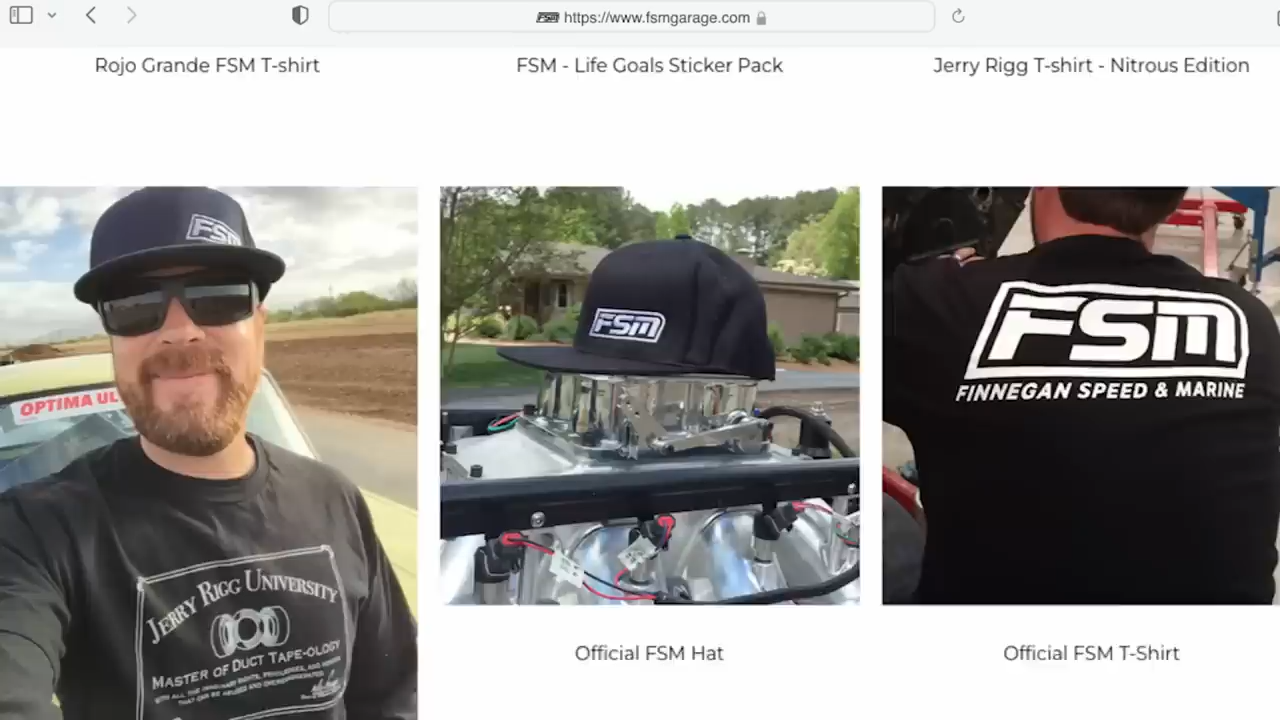 FSM https://www.fsmgarage.com
Rojo Grande FSM T-shirt
FSM - Life Goals Sticker Pack
Jerry Rigg T-shirt - Nitrous Edition
FSM
OPTIMA UL
JERRY RIGG UNIVERSITY
MASTER OF DUCT TAPE-OLOGY
FSM
FSM
FINNEGAN SPEED & MARINE
Official FSM Hat
Official FSM T-Shirt